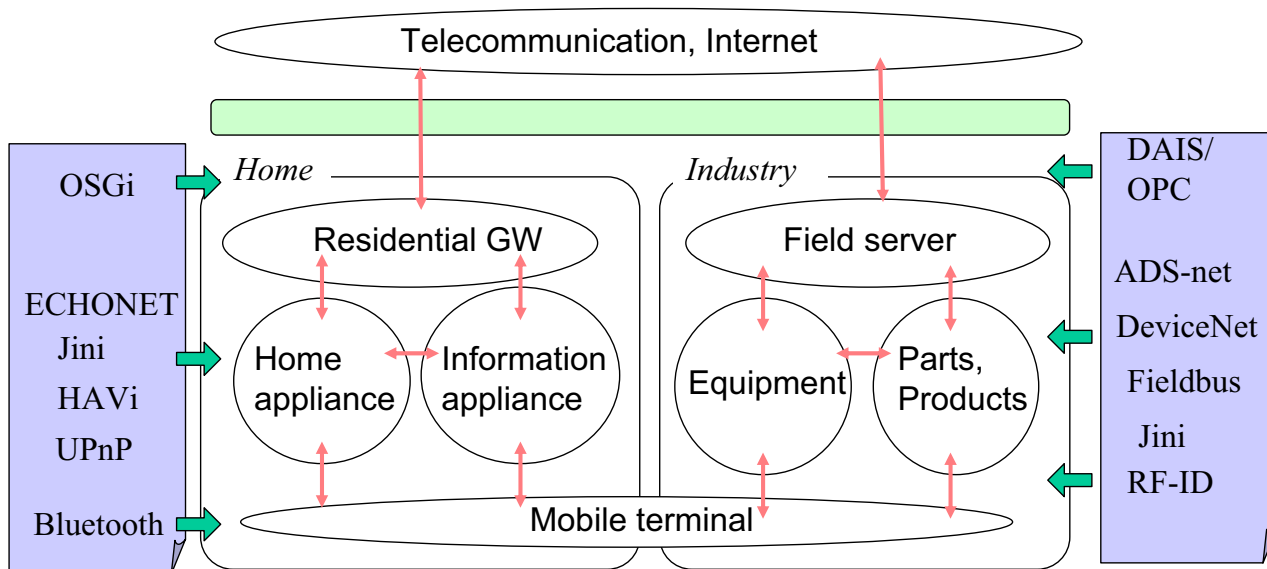 Telecommunication, Internet
OSGi
ECHONET
Jini
HAVi
UPnP
Bluetooth
Home
Residential GW
Home
appliance
Information
appliance
Industry
Field server
Equipment
Parts,
Products
Mobile terminal
DAIS/
OPC
ADS-net
DeviceNet
Fieldbus
Jini
RF-ID